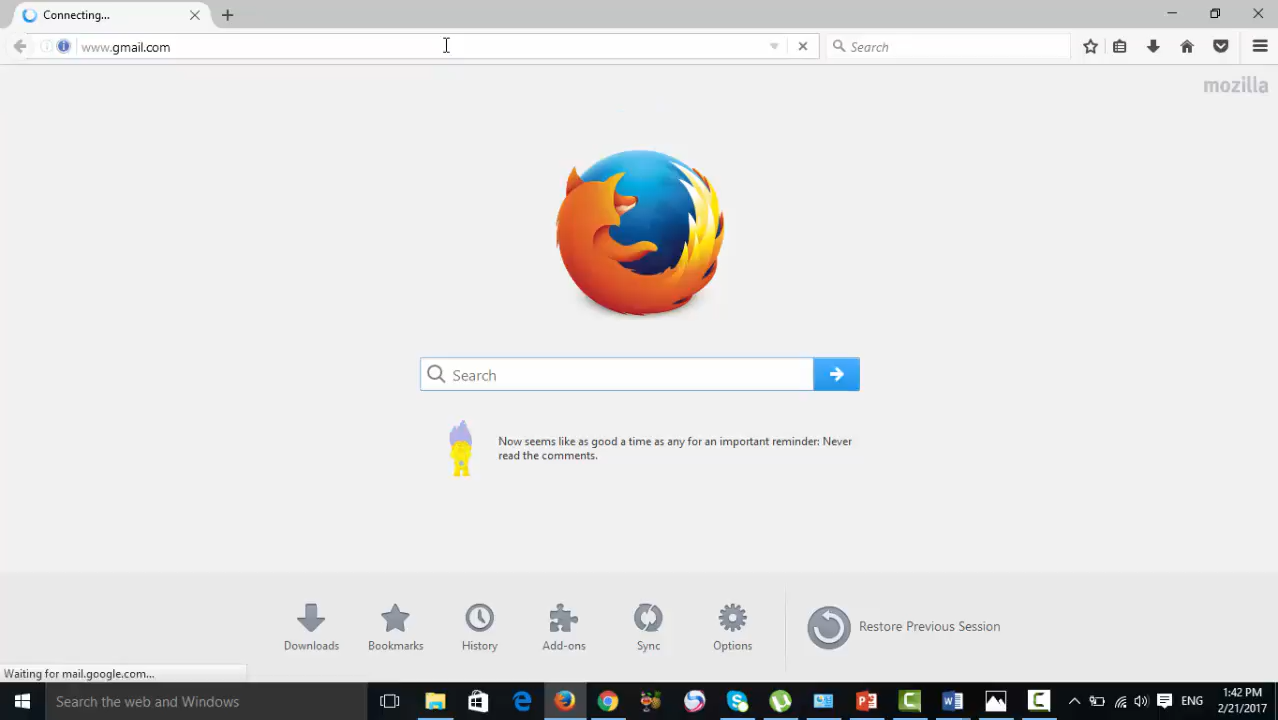 Connecting...
www.gmail.com
Search
mozilla
Search
Now seems like as good a time as any for an important reminder: Never
read the comments.
Downloads
Bookmarks
History
Add-ons
Sync
Options
Restore Previous Session
Waiting for mail.google.com...
Search the web and Windows
ENG
1:42 PM
2/21/2017